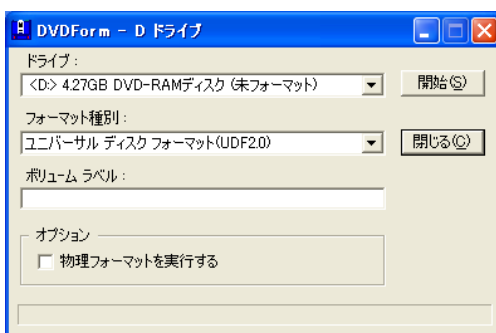 DVDForm - D ドライブ
ドライブ :
<D:> 4.27GB DVD-RAMディスク (未フォーマット)
開始(S)
フォーマット種別 :
ユニバーサル ディスク フォーマット(UDF2.0)
閉じる(C)
ボリューム ラベル :
オプション
物理フォーマットを実行する